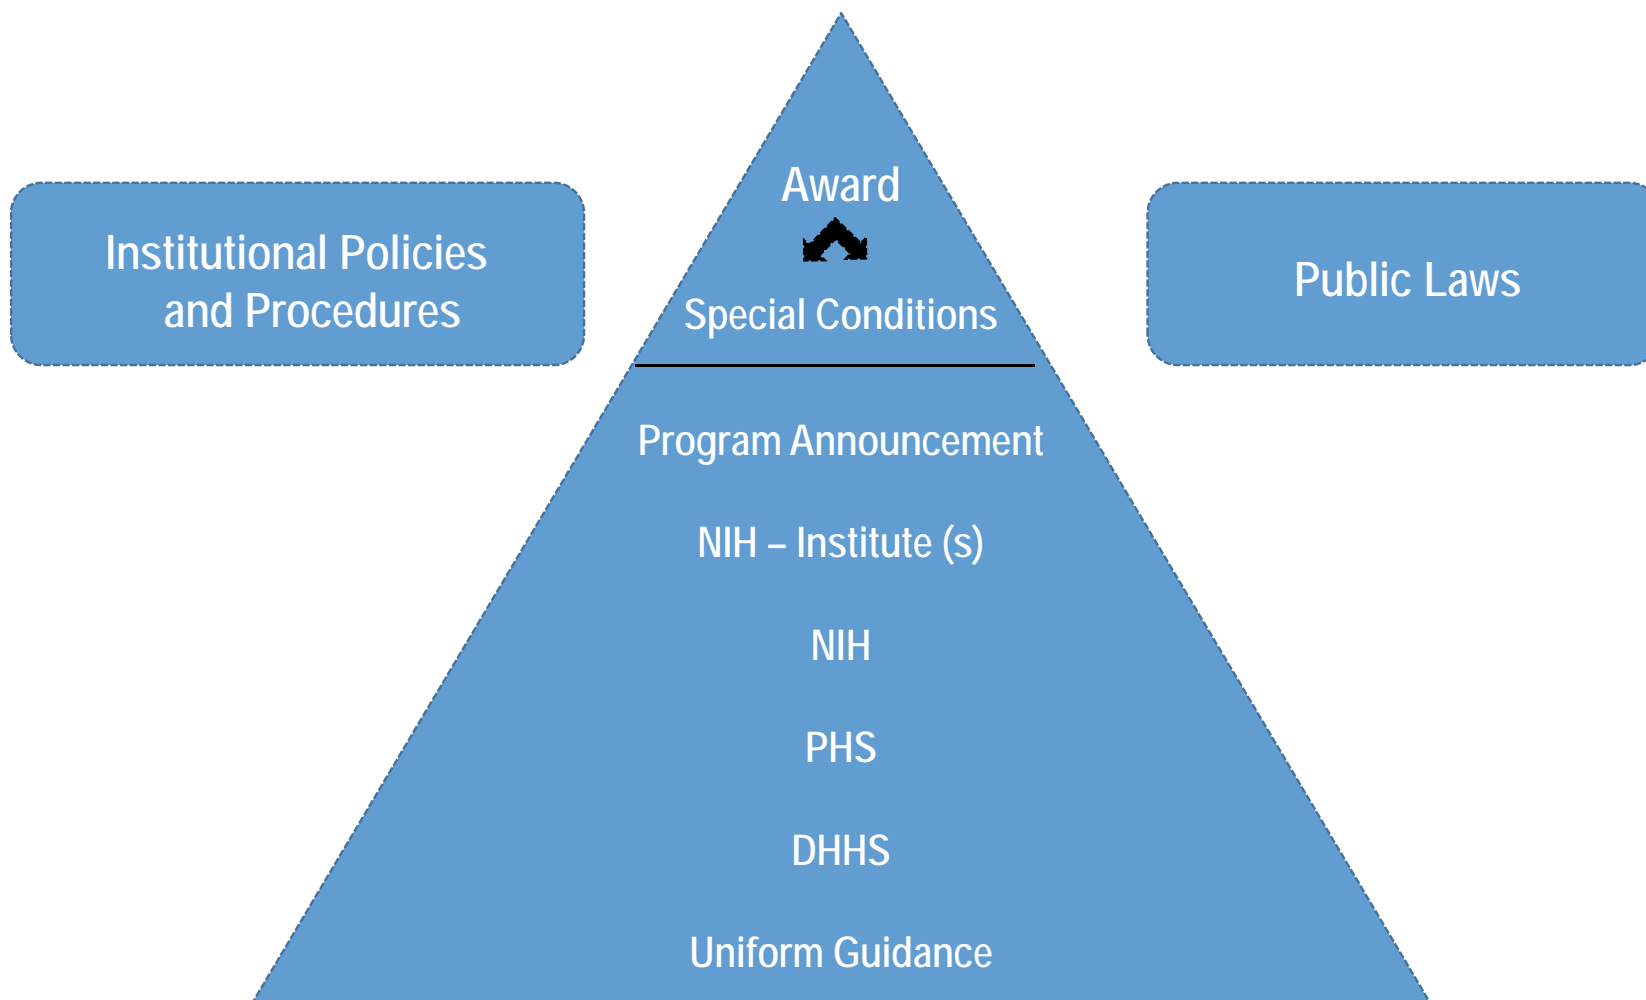 Award
Institutional Policies
and Procedures
Public Laws
Special Conditions
Program Announcement
NIH – Institute (s)
NIH
PHS
DHHS
Uniform Guidance